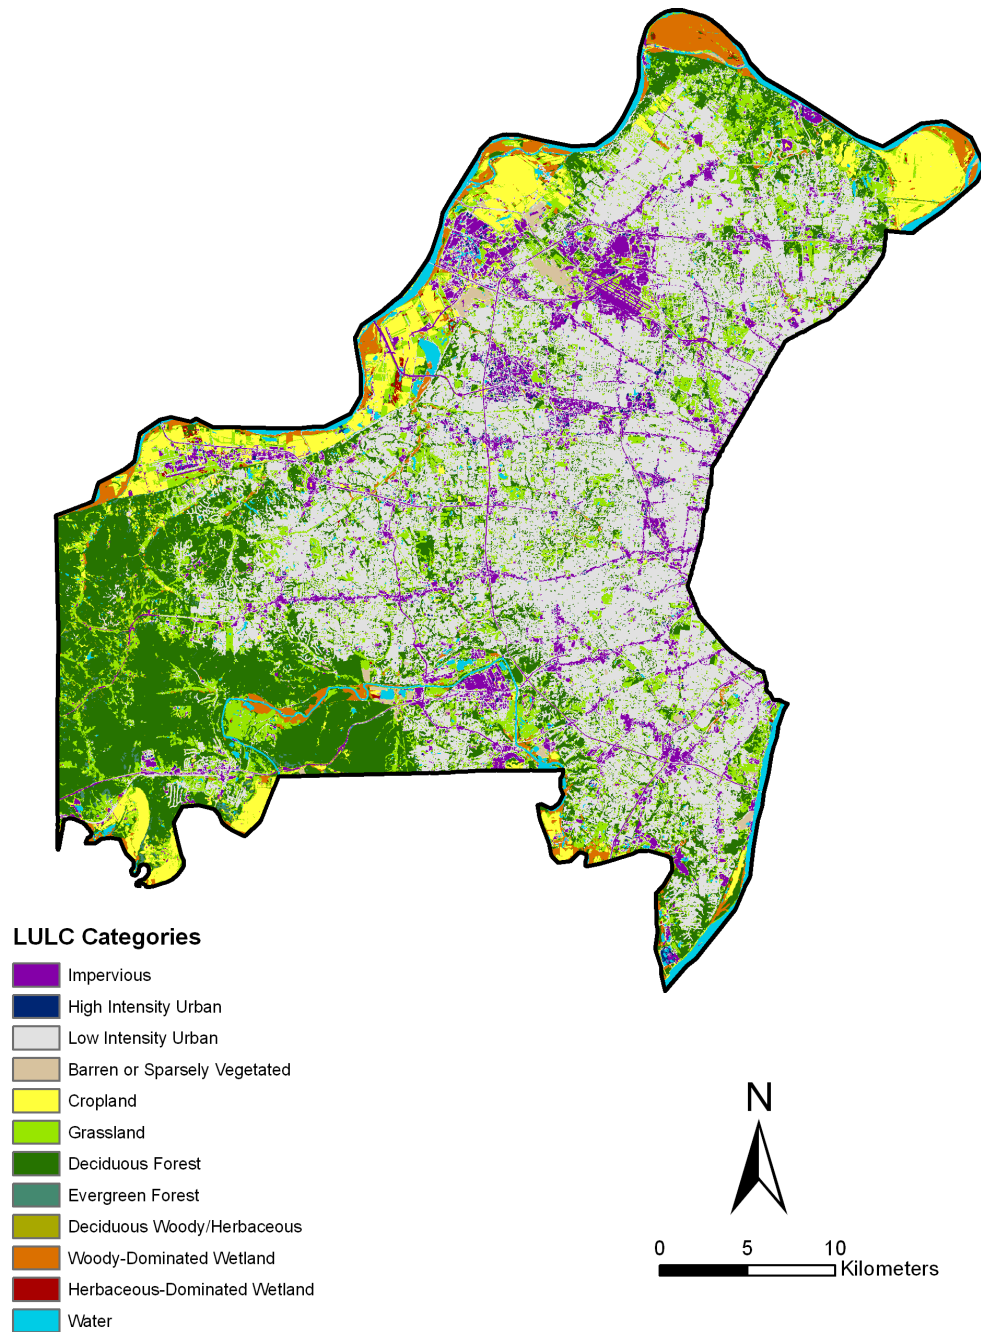 LULC Categories
Impervious
High Intensity Urban
Low Intensity Urban
Barren or Sparsely Vegetated
Cropland
Grassland
Deciduous Forest
Evergreen Forest
Deciduous Woody/Herbaceous
Woody-Dominated Wetland
Herbaceous-Dominated Wetland
Water
N
0 5 10
Kilometers